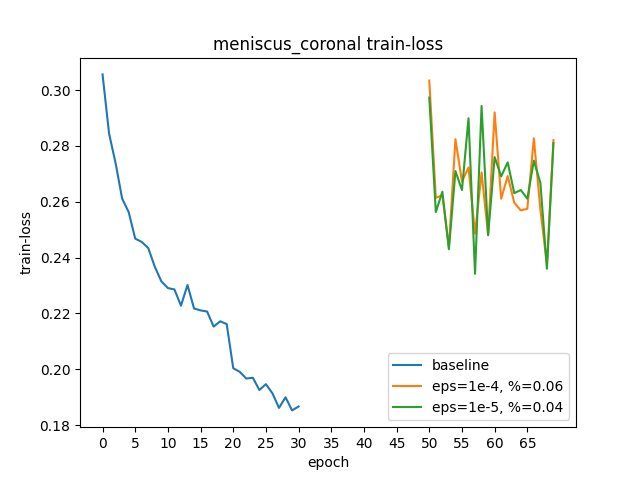 meniscus_coronal train-loss
train-loss
0.30
0.28
0.26
0.24
0.22
0.20
0.18
baseline
eps=1e-4, %=0.06
eps=1e-5, %=0.04
0 5 10 15 20 25 30 35 40 45 50 55 60 65
epoch